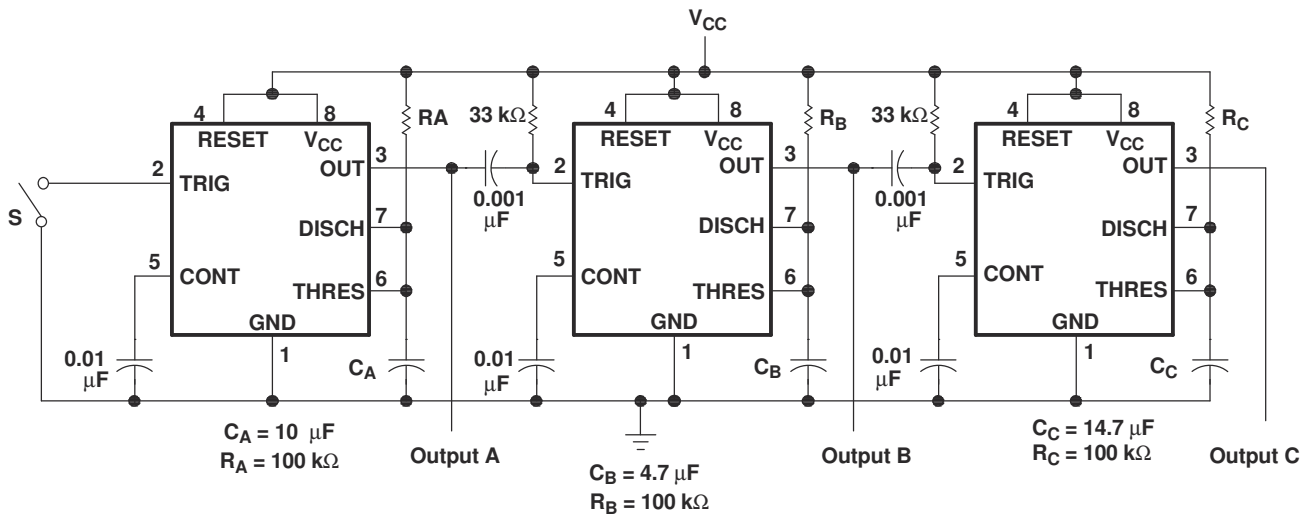 VCC
4
8
RESET
VCC
RA
33 kΩ
2
TRIG
OUT
3
S
DISCH
7
5
CONT
THRES
6
GND
1
0.01
µF
CA
0.001
µF
CA = 10 µF
RA = 100 kΩ
Output A
4
8
RESET
VCC
RB
33 kΩ
2
TRIG
OUT
3
DISCH
7
5
CONT
THRES
6
GND
1
0.01
µF
CB
0.001
µF
CB = 4.7 µF
RB = 100 kΩ
Output B
4
8
RESET
VCC
RC
2
TRIG
OUT
3
DISCH
7
5
CONT
THRES
6
GND
1
0.01
µF
CC
CC = 14.7 µF
RC = 100 kΩ
Output C